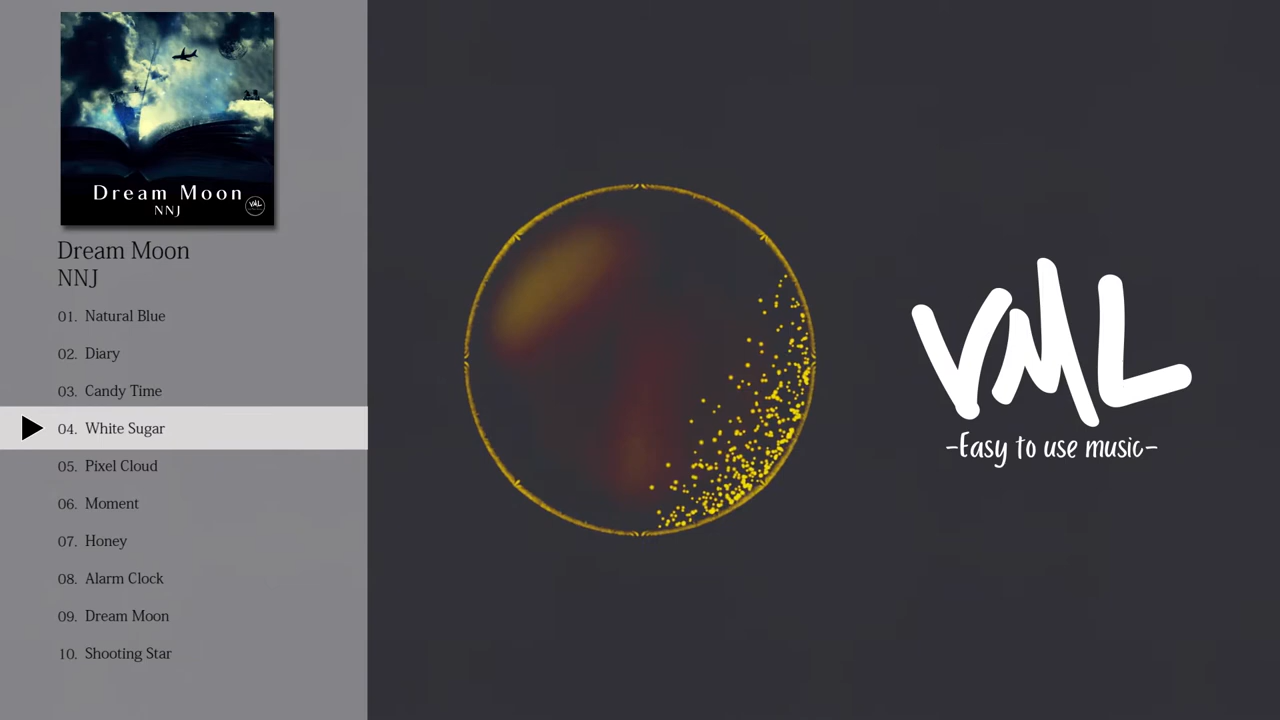 Dream Moon
NNJ
VML
Dream Moon
NNJ
01. Natural Blue
02. Diary
03. Candy Time
04. White Sugar
05. Pixel Cloud
06. Moment
07. Honey
08. Alarm Clock
09. Dream Moon
10. Shooting Star
VML
-Easy to use music-